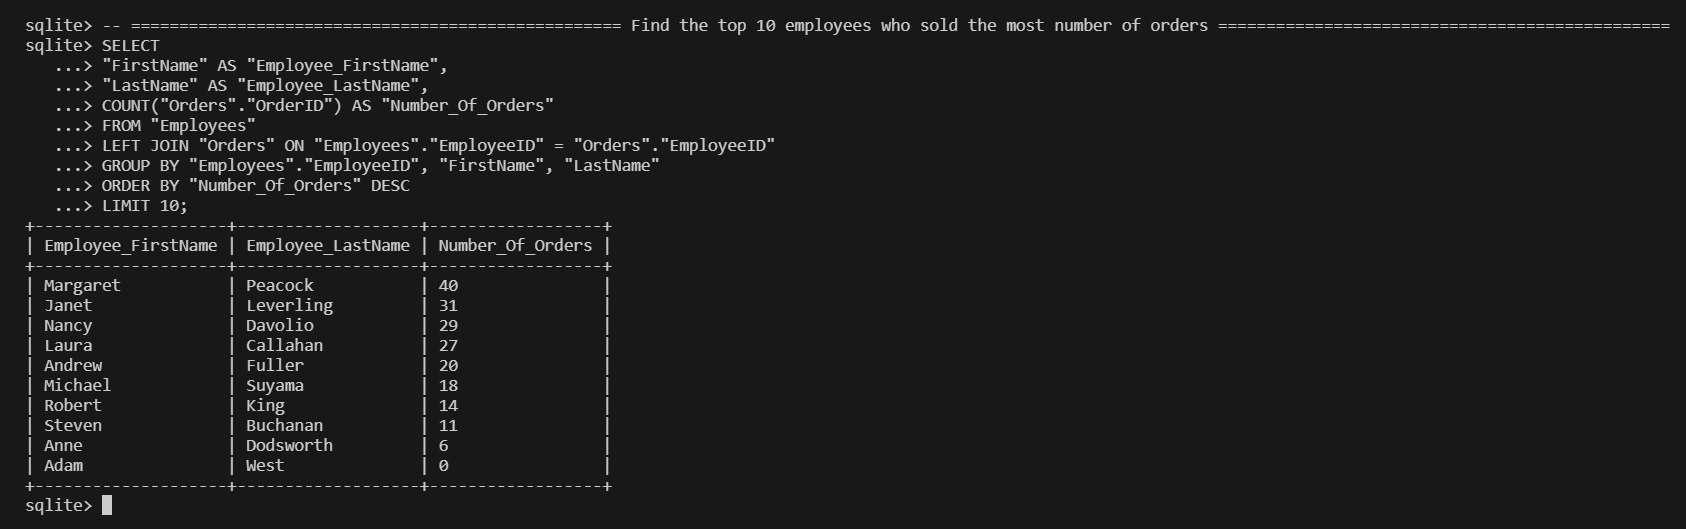 sqlite> -- =================================================== Find the top 10 employees who sold the most number of orders ===============================================
sqlite> SELECT
   ...> "FirstName" AS "Employee_FirstName",
   ...> "LastName" AS "Employee_LastName",
   ...> COUNT("Orders"."OrderID") AS "Number_Of_Orders"
   ...> FROM "Employees"
   ...> LEFT JOIN "Orders" ON "Employees"."EmployeeID" = "Orders"."EmployeeID"
   ...> GROUP BY "Employees"."EmployeeID", "FirstName", "LastName"
   ...> ORDER BY "Number_Of_Orders" DESC
   ...> LIMIT 10;
+--------------------+-------------------+------------------+
| Employee_FirstName | Employee_LastName | Number_Of_Orders |
+--------------------+-------------------+------------------+
| Margaret           | Peacock           | 40               |
| Janet              | Leverling         | 31               |
| Nancy              | Davolio           | 29               |
| Laura              | Callahan          | 27               |
| Andrew             | Fuller            | 20               |
| Michael            | Suyama            | 18               |
| Robert             | King              | 14               |
| Steven             | Buchanan          | 11               |
| Anne               | Dodsworth         | 6                |
| Adam               | West              | 0                |
+--------------------+-------------------+------------------+
sqlite>